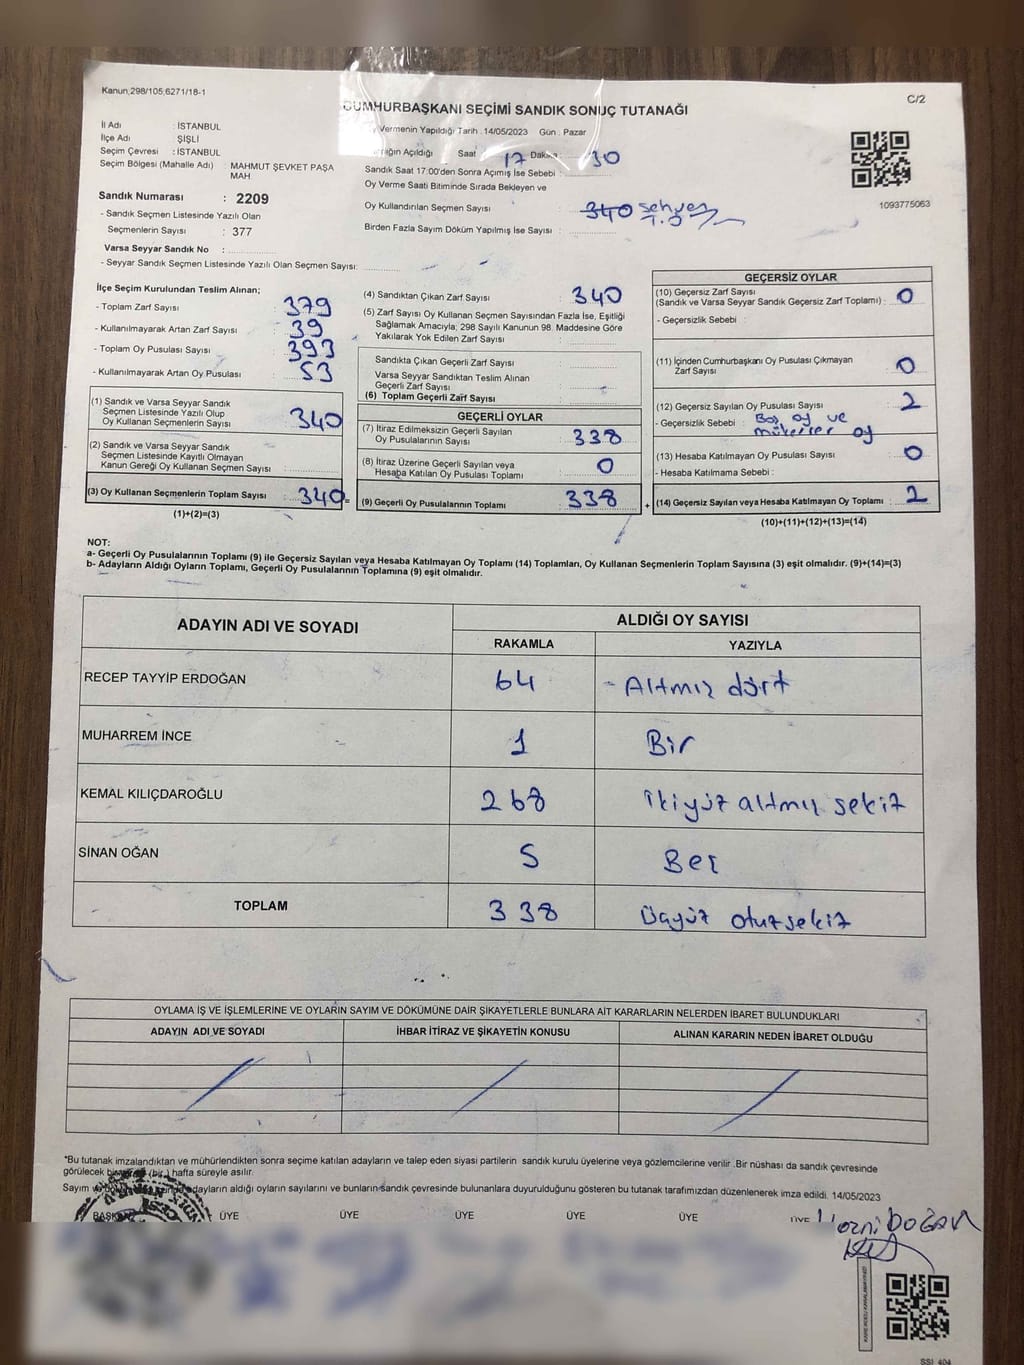 Kanun;298/105;6271/18-1
C/2
CUMHURBAŞKANI SEÇİMİ SANDIK SONUÇ TUTANAĞI
İl Adı : İSTANBUL
İlçe Adı : ŞİŞLİ
Seçim Çevresi : İSTANBUL
Seçim Bölgesi (Mahalle Adı) : MAHMUT ŞEVKET PAŞA
MAH
Sandık Numarası : 2209
- Sandık Seçmen Listesinde Yazılı Olan
Seçmenlerin Sayısı : 377
Varsa Seyyar Sandık No :
- Seyyar Sandık Seçmen Listesinde Yazılı Olan Seçmen Sayısı:
Vermenin Yapıldığı Tarih : 14/05/2023 Gün : Pazar
Açıldığı Saat : 17 Dakika : 30
Sandık Saat 17:00'den Sonra Açımış İse Sebebi :
Oy Verme Saati Bitiminde Sırada Bekleyen ve
Oy Kullandırılan Seçmen Sayısı : 340 sehven
Birden Fazla Sayım Döküm Yapılmış İse Sayısı :
1093775063
İlçe Seçim Kurulundan Teslim Alınan;
- Toplam Zarf Sayısı : 379
- Kullanılmayarak Artan Zarf Sayısı : 39
- Toplam Oy Pusulası Sayısı : 393
- Kullanılmayarak Artan Oy Pusulası : 53
(1) Sandık ve Varsa Seyyar Sandık
Seçmen Listesinde Yazılı Olup
Oy Kullanan Seçmenlerin Sayısı : 340
(2) Sandık ve Varsa Seyyar Sandık
Seçmen Listesinde Kayıtlı Olmayan
Kanun Gereği Oy Kullanan Seçmen Sayısı :
(3) Oy Kullanan Seçmenlerin Toplam Sayısı : 340 =
(1)+(2)=(3)
(4) Sandıktan Çıkan Zarf Sayısı : 340
(5) Zarf Sayısı Oy Kullanan Seçmen Sayısından Fazla İse, Eşitliği
Sağlamak Amacıyla; 298 Sayılı Kanunun 98. Maddesine Göre
Yakılarak Yok Edilen Zarf Sayısı :
Sandıkta Çıkan Geçerli Zarf Sayısı :
Varsa Seyyar Sandıktan Teslim Alınan
Geçerli Zarf Sayısı :
(6) Toplam Geçerli Zarf Sayısı :
GEÇERLİ OYLAR
(7) İtiraz Edilmeksizin Geçerli Sayılan
Oy Pusulalarının Sayısı : 338
(8) İtiraz Üzerine Geçerli Sayılan veya
Hesaba Katılan Oy Pusulası Toplamı : 0
(9) Geçerli Oy Pusulalarının Toplamı : 338 +
GEÇERSİZ OYLAR
(10) Geçersiz Zarf Sayısı
(Sandık ve Varsa Seyyar Sandık Geçersiz Zarf Toplamı) : 0
- Geçersizlik Sebebi :
(11) İçinden Cumhurbaşkanı Oy Pusulası Çıkmayan
Zarf Sayısı : 0
(12) Geçersiz Sayılan Oy Pusulası Sayısı : 2
- Geçersizlik Sebebi : Boş oy ve
mükerrer oy
(13) Hesaba Katılmayan Oy Pusulası Sayısı : 0
- Hesaba Katılmama Sebebi :
(14) Geçersiz Sayılan veya Hesaba Katılmayan Oy Toplamı : 2
(10)+(11)+(12)+(13)=(14)
NOT:
a- Geçerli Oy Pusulalarının Toplamı (9) ile Geçersiz Sayılan veya Hesaba Katılmayan Oy Toplamı (14) Toplamları, Oy Kullanan Seçmenlerin Toplam Sayısına (3) eşit olmalıdır. (9)+(14)=(3)
b- Adayların Aldığı Oyların Toplamı, Geçerli Oy Pusulalarının Toplamına (9) eşit olmalıdır.
ADAYIN ADI VE SOYADI
ALDIĞI OY SAYISI
RAKAMLA YAZIYLA
RECEP TAYYİP ERDOĞAN 64 - Altmış dört
MUHARREM İNCE 1 Bir
KEMAL KILIÇDAROĞLU 268 ikiyüz altmış sekiz
SİNAN OĞAN 5 Beş
TOPLAM 338 üçyüz otuzsekiz
OYLAMA İŞ VE İŞLEMLERİNE VE OYLARIN SAYIM VE DÖKÜMÜNE DAİR ŞİKAYETLERLE BUNLARA AİT KARARLARIN NELERDEN İBARET BULUNDUKLARI
ADAYIN ADI VE SOYADI İHBAR İTİRAZ VE ŞİKAYETİN KONUSU ALINAN KARARIN NEDEN İBARET OLDUĞU
*Bu tutanak imzalandıktan ve mühürlendikten sonra seçime katılan adayların ve talep eden siyasi partilerin sandık kurulu üyelerine veya gözlemcilerine verilir .Bir nüshası da sandık çevresinde
görülecek bir (bir ) hafta süreyle asılır.
Sayım adayların aldığı oyların sayılarını ve bunların sandık çevresinde bulunanlara duyurulduğunu gösteren bu tutanak tarafımızdan düzenlenerek imza edildi. 14/05/2023
BAŞKAN ÜYE ÜYE ÜYE ÜYE ÜYE ÜYE
DOĞAN
SSI 404